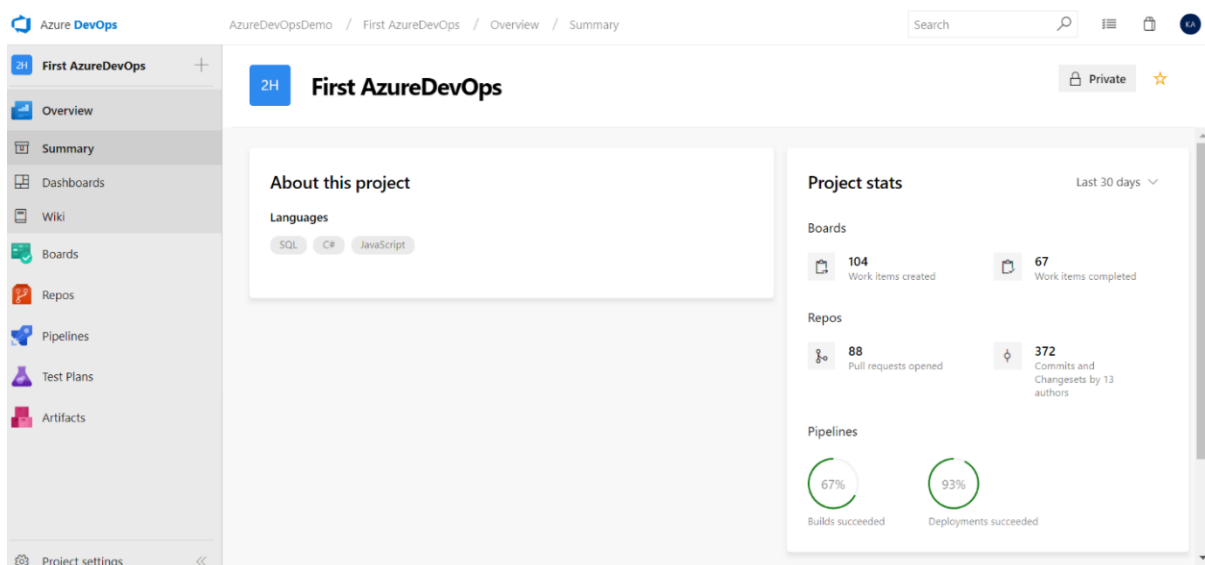 Azure DevOps
AzureDevOpsDemo / First AzureDevOps / Overview / Summary
Search
KA
2H First AzureDevOps
Overview
Summary
Dashboards
Wiki
Boards
Repos
Pipelines
Test Plans
Artifacts
Project settings
2H First AzureDevOps
Private
About this project
Languages
SQL C# JavaScript
Project stats
Last 30 days
Boards
104
Work items created
67
Work items completed
Repos
88
Pull requests opened
372
Commits and
Changesets by 13
authors
Pipelines
67%
Builds succeeded
93%
Deployments succeeded